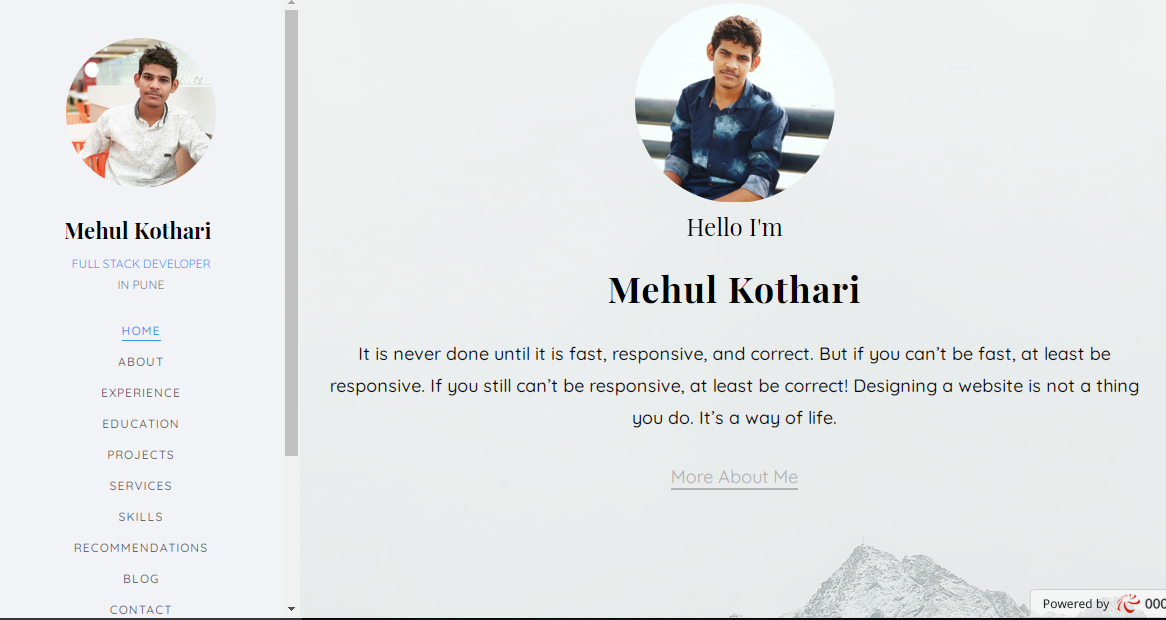 Mehul Kothari
FULL STACK DEVELOPER
IN PUNE
HOME
ABOUT
EXPERIENCE
EDUCATION
PROJECTS
SERVICES
SKILLS
RECOMMENDATIONS
BLOG
CONTACT
Hello I'm
Mehul Kothari
It is never done until it is fast, responsive, and correct. But if you can’t be fast, at least be
responsive. If you still can’t be responsive, at least be correct! Designing a website is not a thing
you do. It’s a way of life.
More About Me
Powered by 000